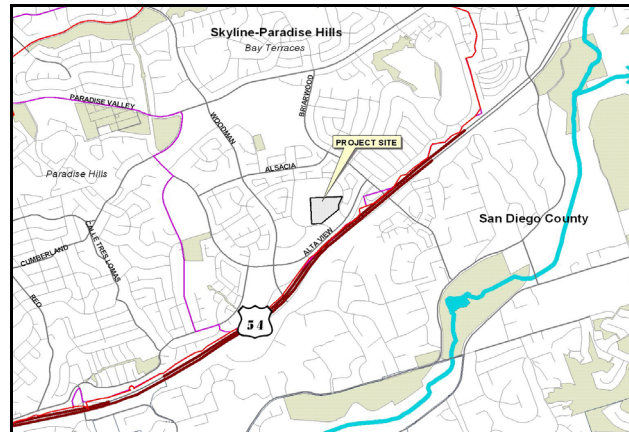 Skyline-Paradise Hills
Bay Terraces
PARADISE VALLEY
WOODMAN
BRIARWOOD
PROJECT SITE
ALSACIA
Paradise Hills
San Diego County
ALTA VIEW
CALLE TRES LOMAS
CUMBERLAND
REO
54